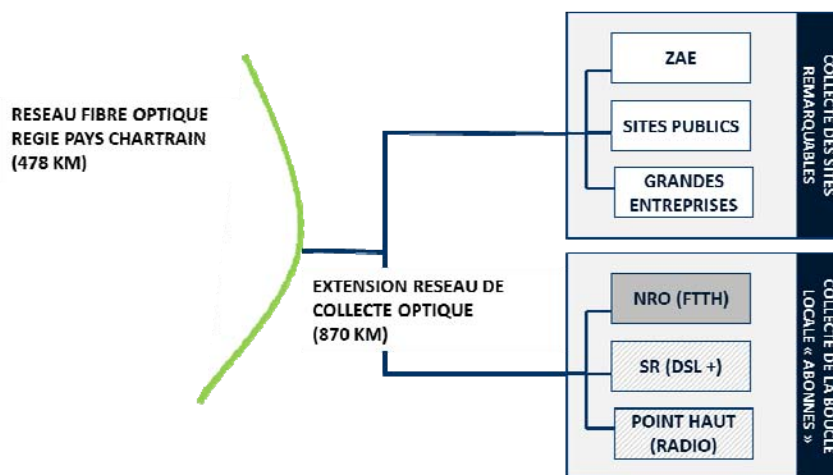 RESEAU FIBRE OPTIQUE
REGIE PAYS CHARTRAIN
(478 KM)
EXTENSION RESEAU DE
COLLECTE OPTIQUE
(870 KM)
ZAE
SITES PUBLICS
GRANDES
ENTREPRISES
COLLECTE DES SITES
REMARQUABLES
NRO (FTTH)
SR (DSL +)
POINT HAUT
(RADIO)
COLLECTE DE LA BOUCLE
LOCALE « ABONNES »